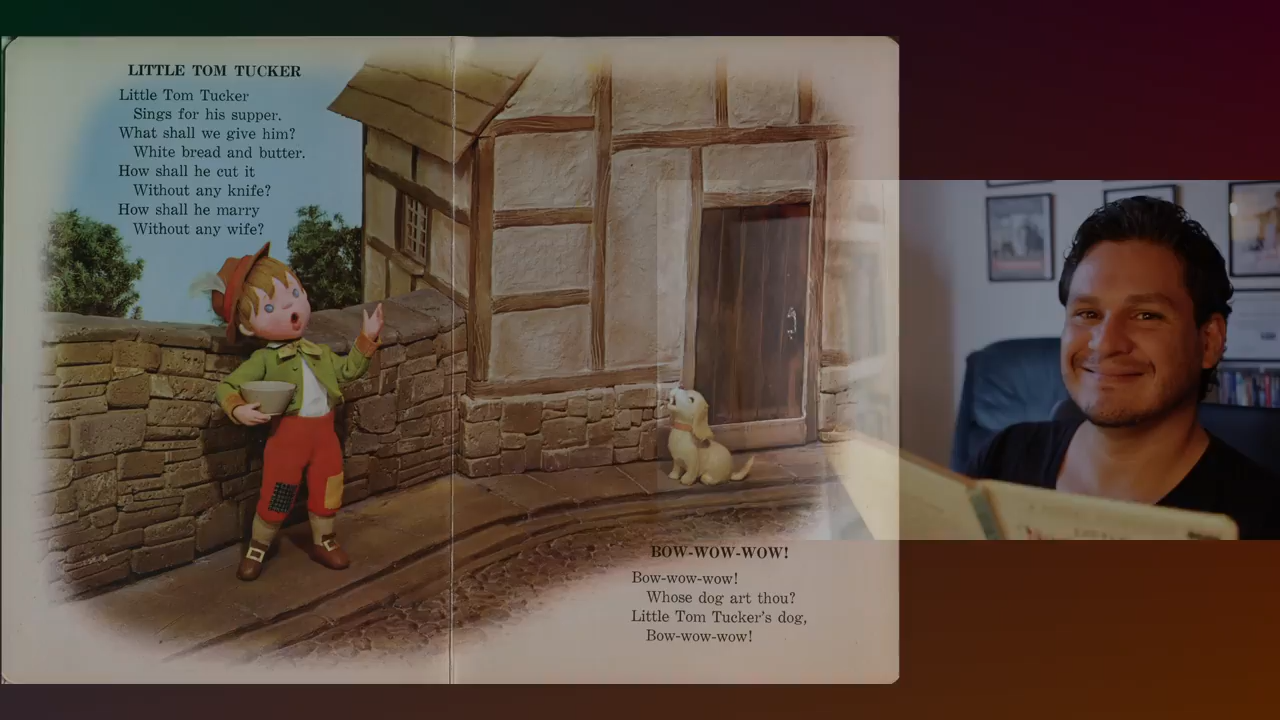 LITTLE TOM TUCKER
Little Tom Tucker
Sings for his supper.
What shall we give him?
White bread and butter.
How shall he cut it
Without any knife?
How shall he marry
Without any wife?
BOW-WOW-WOW!
Bow-wow-wow!
Whose dog art thou?
Little Tom Tucker's dog,
Bow-wow-wow!